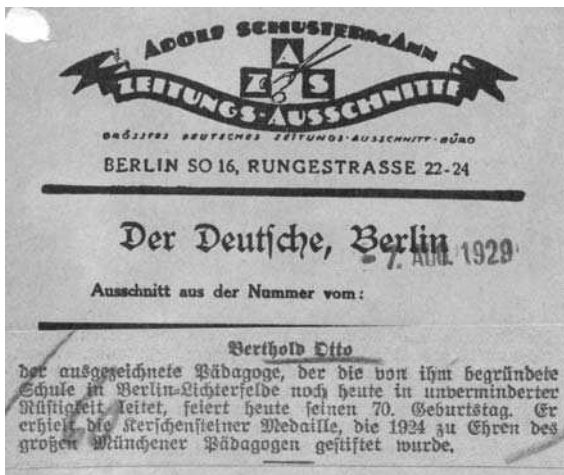 ADOLF SCHUSTERMANN
A
Z S
ZEITUNGS-AUSSCHNITTE
GRÖSSTES DEUTSCHES ZEITUNGS-AUSSCHNITT-BÜRO
BERLIN SO 16, RUNGESTRASSE 22-24
Der Deutſche, Berlin
- 7. AUG. 1929
Ausschnitt aus der Nummer vom:
Berthold Otto
der ausgezeichnete Pädagoge, der die von ihm begründete
Schule in Berlin-Lichterfelde noch heute in unverminderter
Rüſtigkeit leitet, feiert heute ſeinen 70. Geburtstag. Er
erhielt die Kerſchenſteiner Medaille, die 1924 zu Ehren des
großen Münchener Pädagogen geſtiftet wurde.